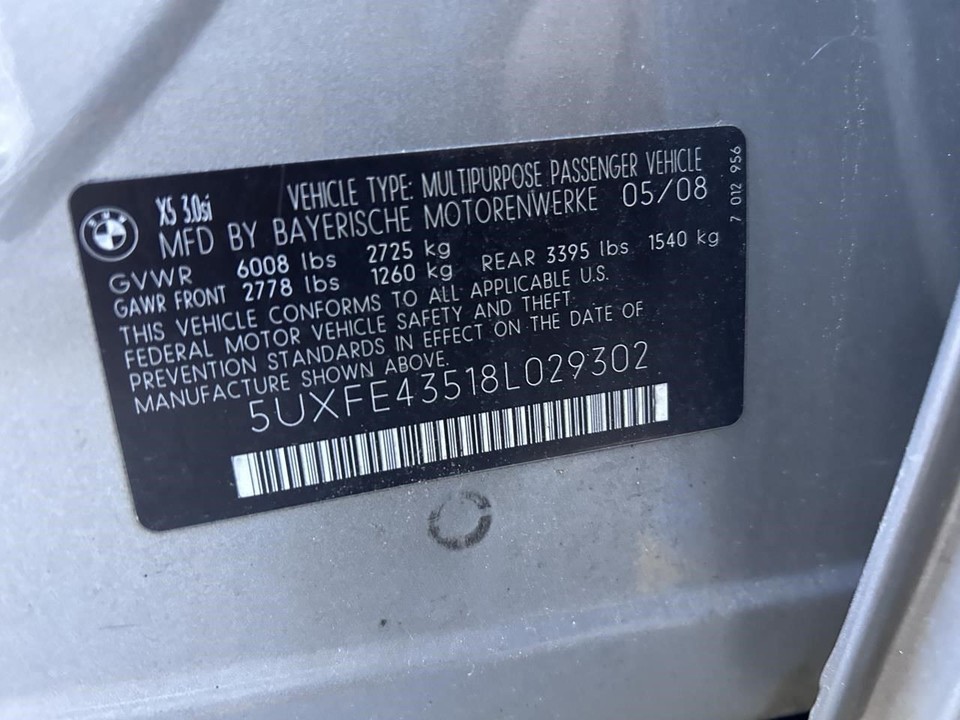 BMW
X5 3.0si
VEHICLE TYPE: MULTIPURPOSE PASSENGER VEHICLE
MFD BY BAYERISCHE MOTORENWERKE 05/08
GVWR 6008 lbs 2725 kg
GAWR FRONT 2778 lbs 1260 kg REAR 3395 lbs 1540 kg
THIS VEHICLE CONFORMS TO ALL APPLICABLE U.S.
FEDERAL MOTOR VEHICLE SAFETY AND THEFT
PREVENTION STANDARDS IN EFFECT ON THE DATE OF
MANUFACTURE SHOWN ABOVE.
5UXFE43518L029302
7 012 956